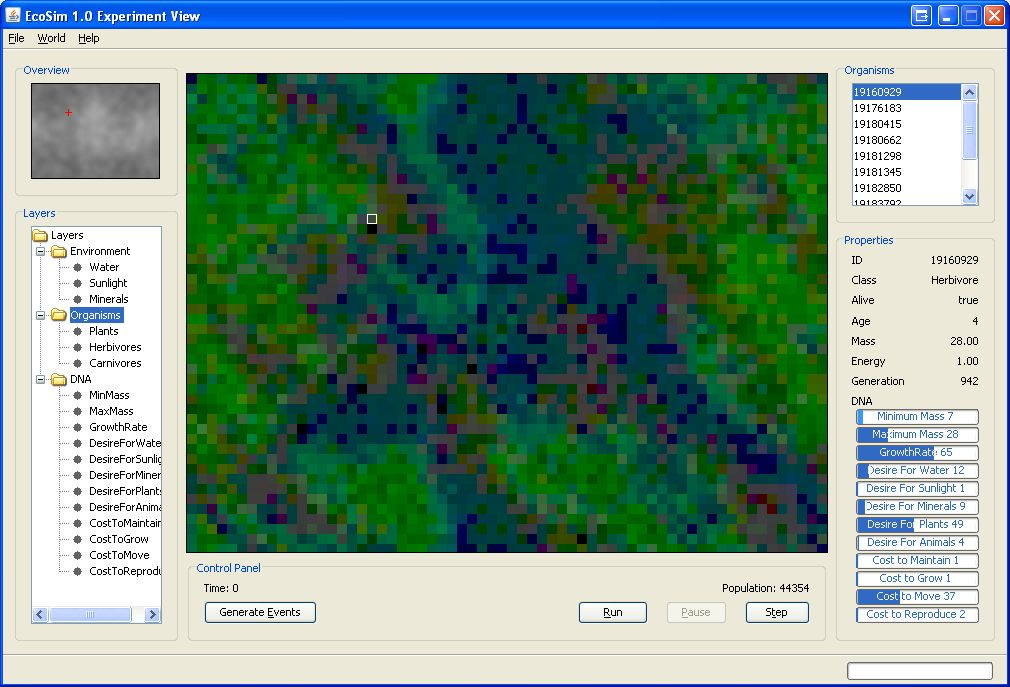 EcoSim 1.0 Experiment View
File World Help
Overview
Layers
Layers
Environment
Water
Sunlight
Minerals
Organisms
Plants
Herbivores
Carnivores
DNA
MinMass
MaxMass
GrowthRate
DesireForWate
DesireForSunlig
DesireForMiner
DesireForPlants
DesireForAnima
CostToMaintain
CostToGrow
CostToMove
CostToReprodu
Control Panel
Time: 0 Population: 44354
Generate Events Run Pause Step
Organisms
19160929
19176183
19180415
19180662
19181298
19181345
19182850
19183792
Properties
ID 19160929
Class Herbivore
Alive true
Age 4
Mass 28.00
Energy 1.00
Generation 942
DNA
Minimum Mass 7
Maximum Mass 28
GrowthRate 65
Desire For Water 12
Desire For Sunlight 1
Desire For Minerals 9
Desire For Plants 49
Desire For Animals 4
Cost to Maintain 1
Cost to Grow 1
Cost to Move 37
Cost to Reproduce 2